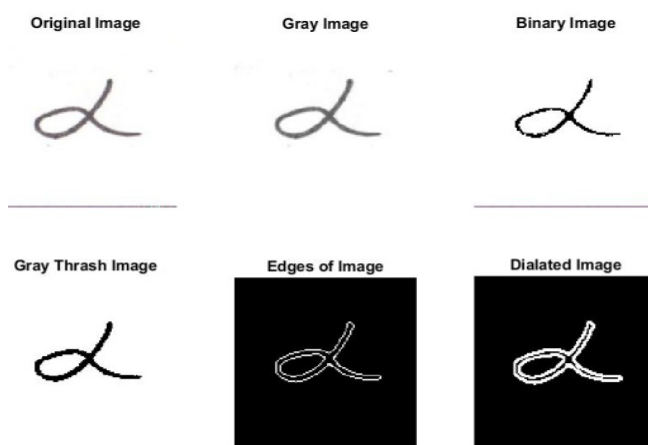 Original Image
Gray Image
Binary Image
Gray Thrash Image
Edges of Image
Dialated Image